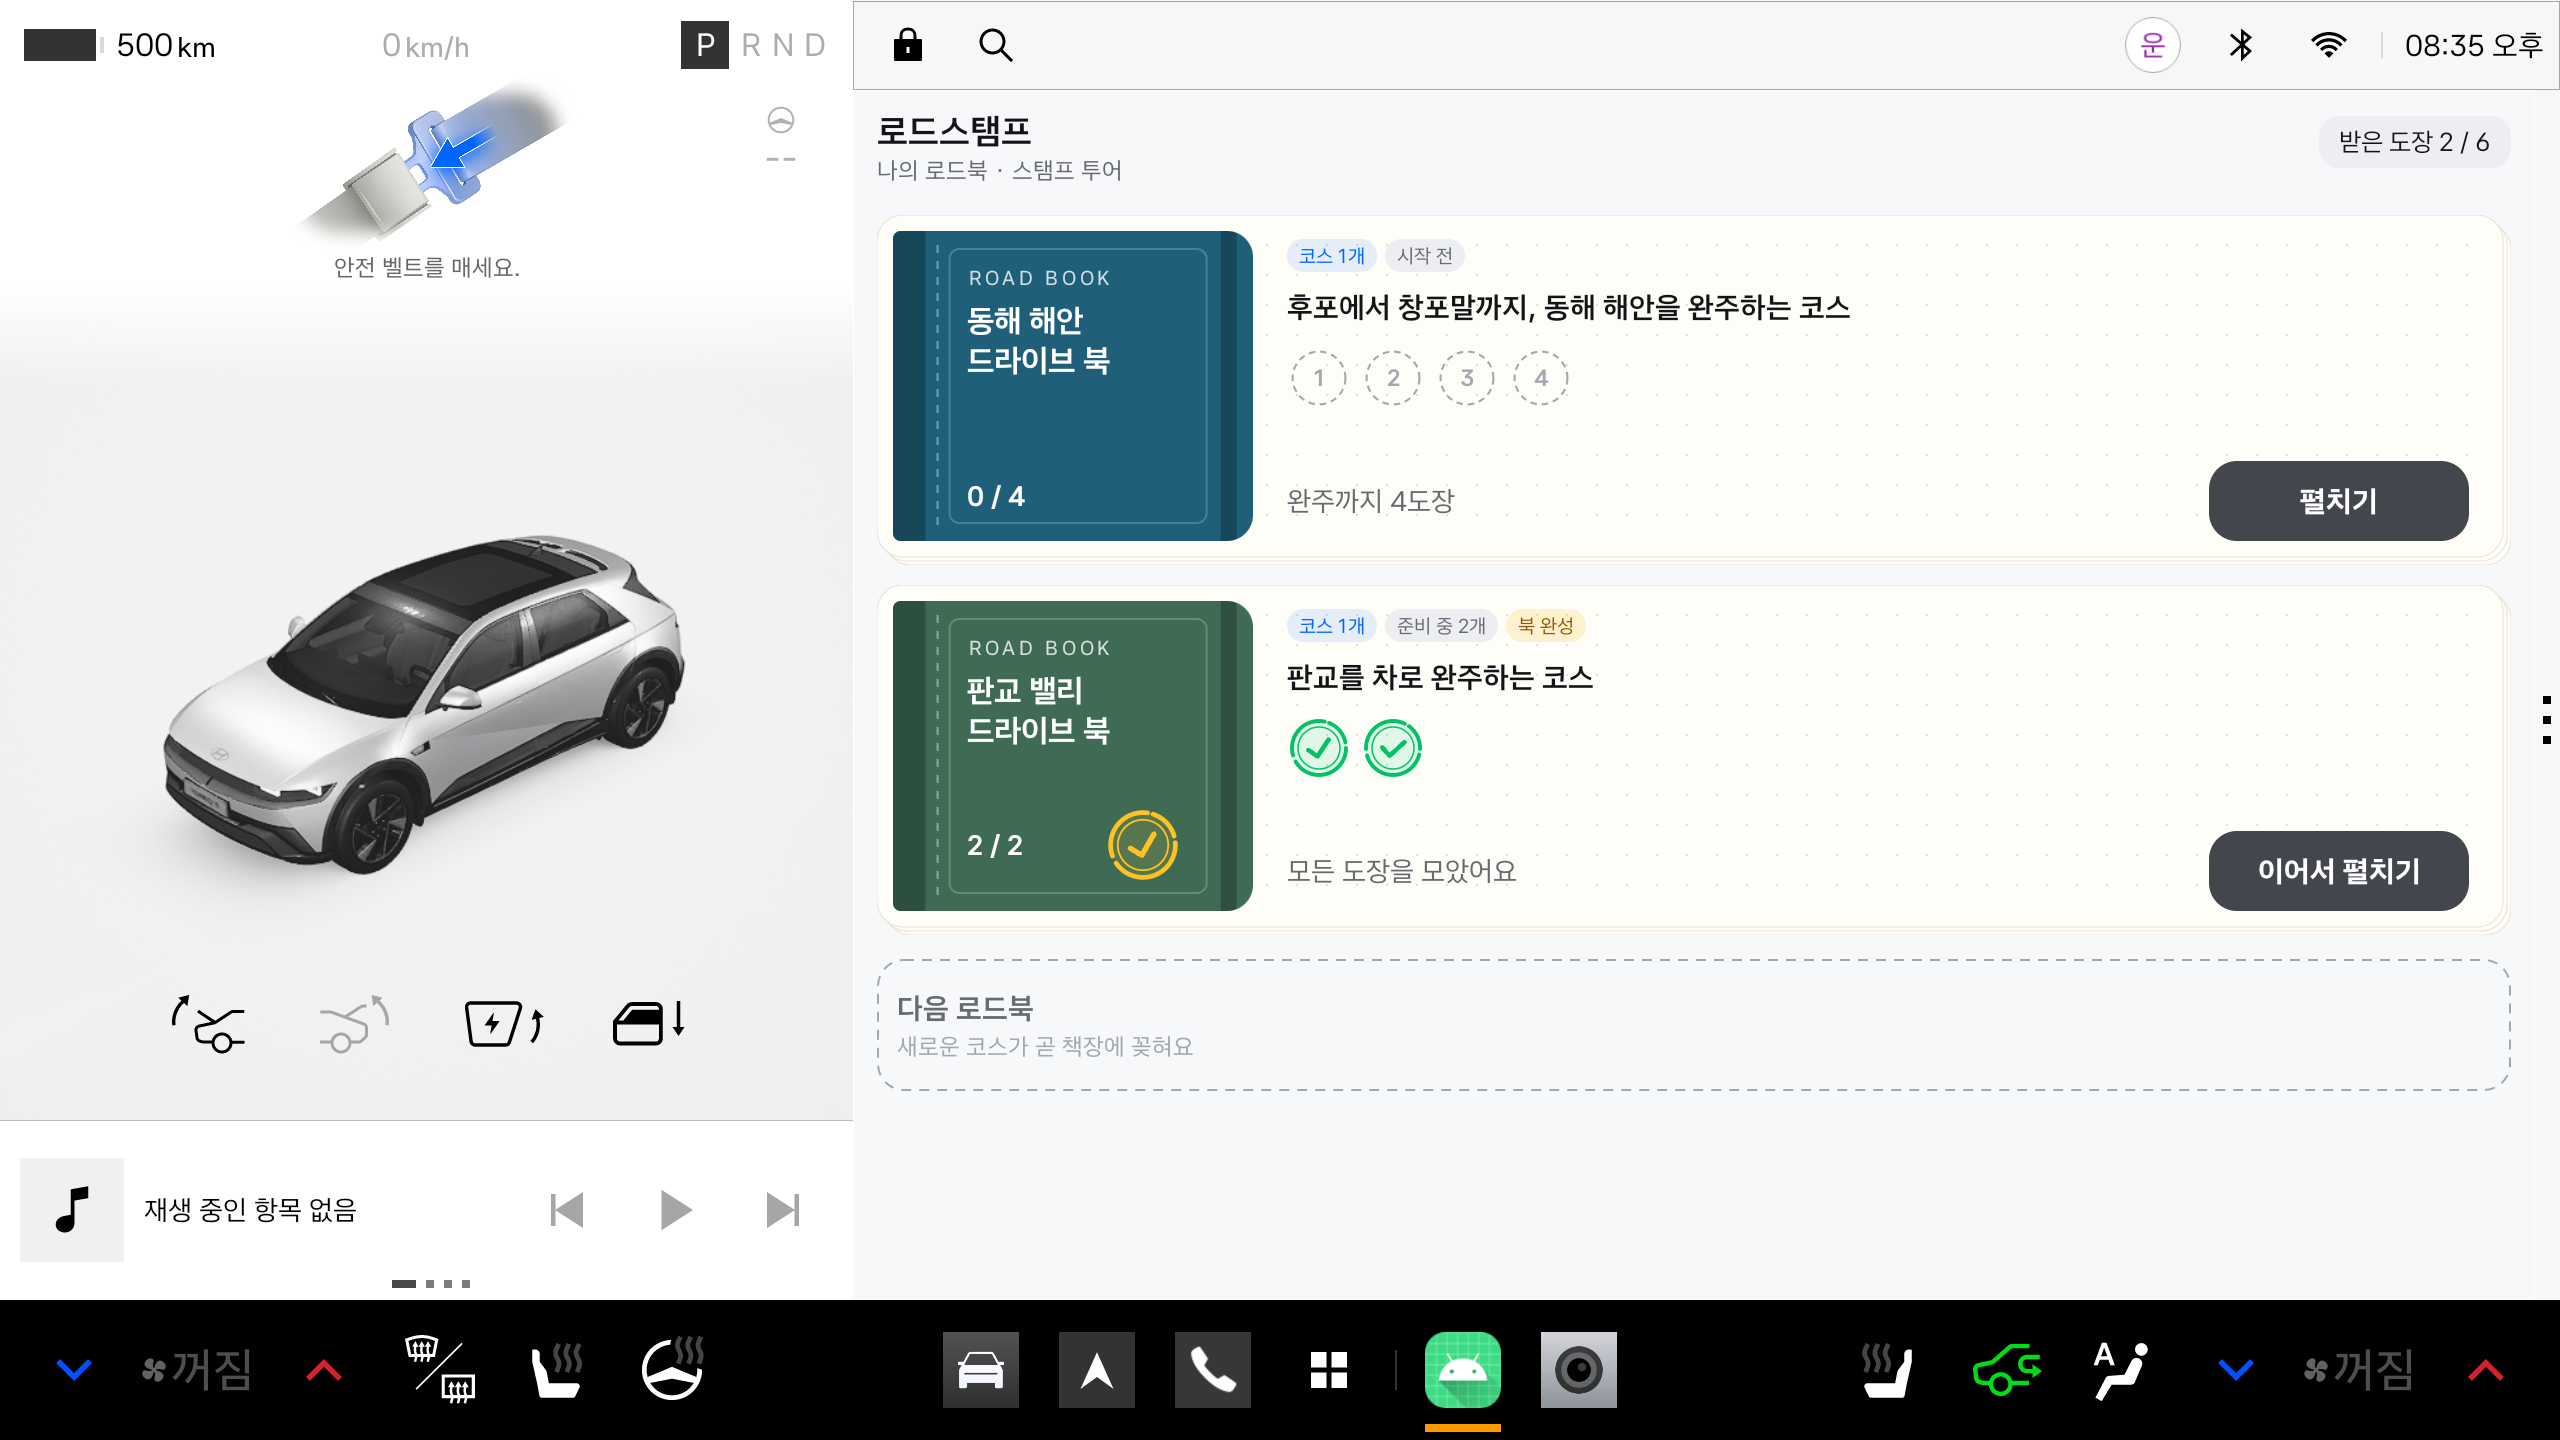 500 km
0 km/h
P R N D
안전 벨트를 매세요.
재생 중인 항목 없음
운
08:35 오후
로드스탬프
나의 로드북 · 스탬프 투어
받은 도장 2 / 6
ROAD BOOK
동해 해안
드라이브 북
0 / 4
코스 1개
시작 전
후포에서 창포말까지, 동해 해안을 완주하는 코스
1 2 3 4
완주까지 4도장
펼치기
ROAD BOOK
판교 밸리
드라이브 북
2 / 2
코스 1개
준비 중 2개
북 완성
판교를 차로 완주하는 코스
모든 도장을 모았어요
이어서 펼치기
다음 로드북
새로운 코스가 곧 책장에 꽂혀요
꺼짐
A
꺼짐